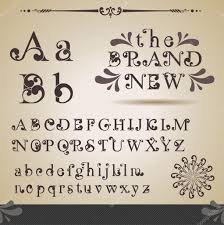 A a
B b
the
BRAND
NEW
ABCDEFGHIJKLM
NOPQRSTUVWXYZ
abcdefghijklm
nopqrstuvwxyz